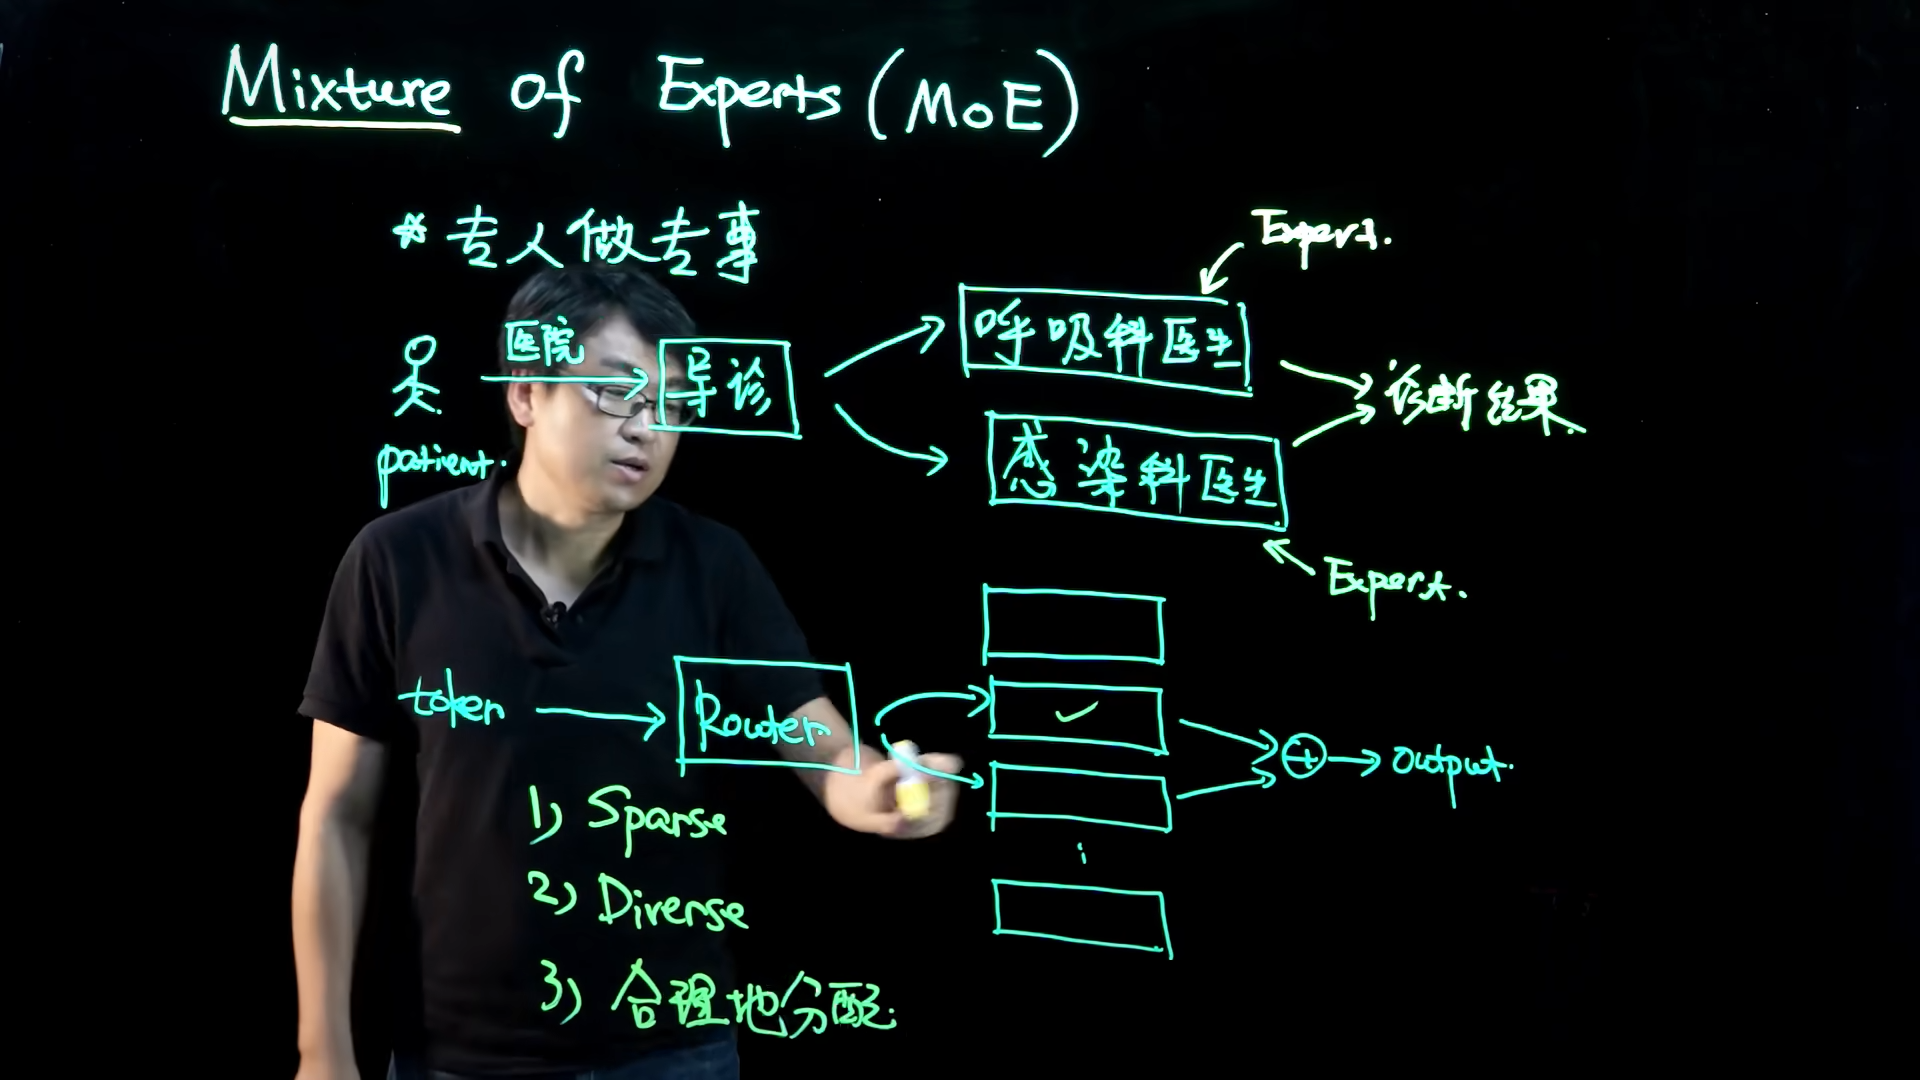 Mixture of Experts (MoE)
* 专人做专事
Expert.
医院
导诊
呼吸科医生
诊断结果.
patient.
感染科医生
Expert.
token
Router
✓
+
output.
1) Sparse
2) Diverse
3) 合理地分配.